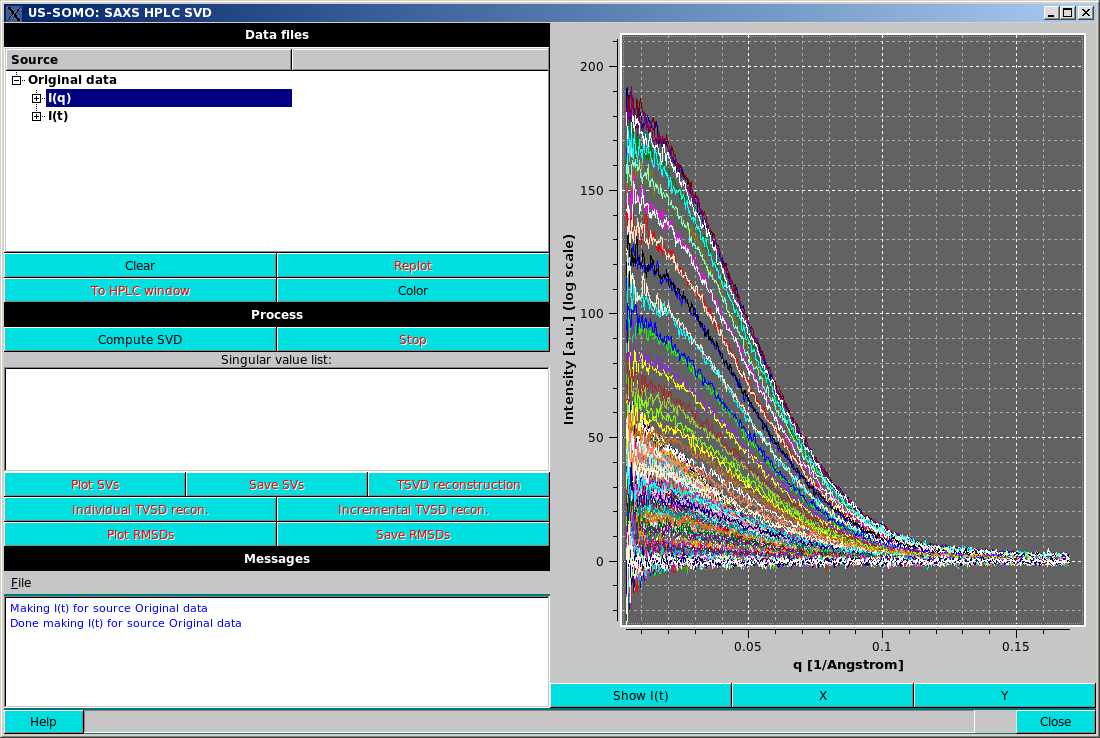 US-SOMO: SAXS HPLC SVD
Data files
Source
Original data
I(q)
I(t)
Clear
Replot
To HPLC window
Color
Process
Compute SVD
Stop
Singular value list:
Plot SVs
Save SVs
TSVD reconstruction
Individual TVSD recon.
Incremental TVSD recon.
Plot RMSDs
Save RMSDs
Messages
File
Making I(t) for source Original data
Done making I(t) for source Original data
Help
Intensity [a.u.] (log scale)
200
150
100
50
0
0.05
0.1
0.15
q [1/Angstrom]
Show I(t)
X
Y
Close